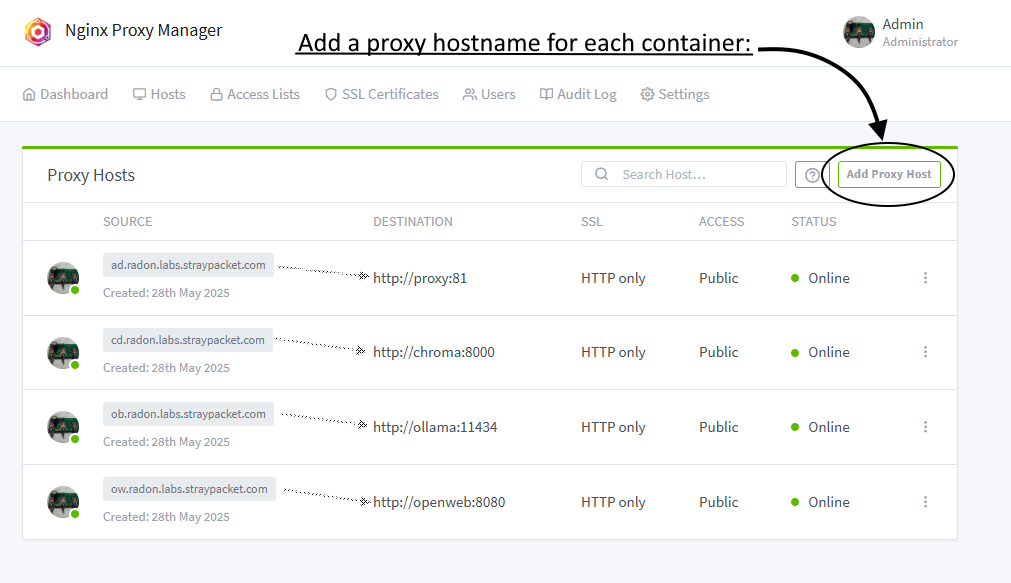 Nginx Proxy Manager
Add a proxy hostname for each container:
Admin
Administrator
Dashboard Hosts Access Lists SSL Certificates Users Audit Log Settings
Proxy Hosts Search Host... Add Proxy Host
SOURCE DESTINATION SSL ACCESS STATUS
ad.radon.labs.straypacket.com
Created: 28th May 2025
http://proxy:81 HTTP only Public Online
cd.radon.labs.straypacket.com
Created: 28th May 2025
http://chroma:8000 HTTP only Public Online
ob.radon.labs.straypacket.com
Created: 28th May 2025
http://ollama:11434 HTTP only Public Online
ow.radon.labs.straypacket.com
Created: 28th May 2025
http://openweb:8080 HTTP only Public Online